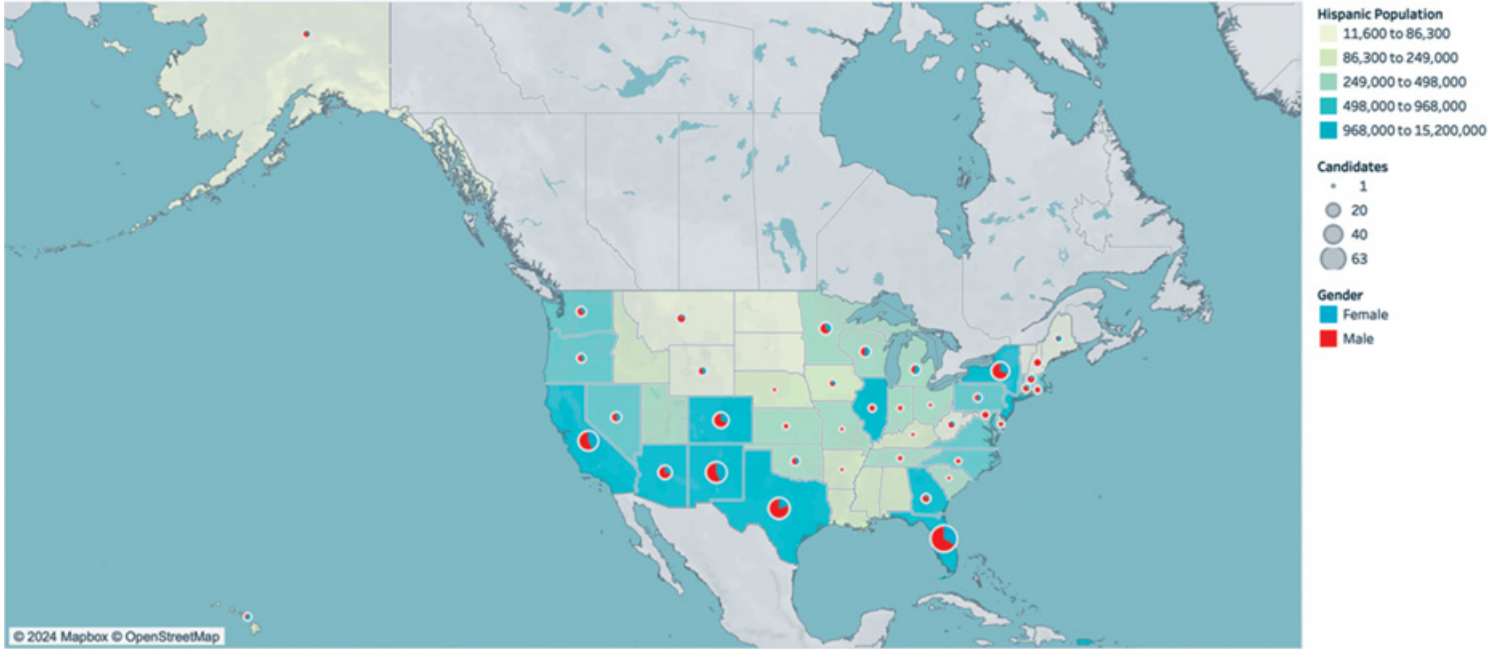 Hispanic Population
11,600 to 86,300
86,300 to 249,000
249,000 to 498,000
498,000 to 968,000
968,000 to 15,200,000
Candidates
1
20
40
63
Gender
Female
Male
© 2024 Mapbox © OpenStreetMap